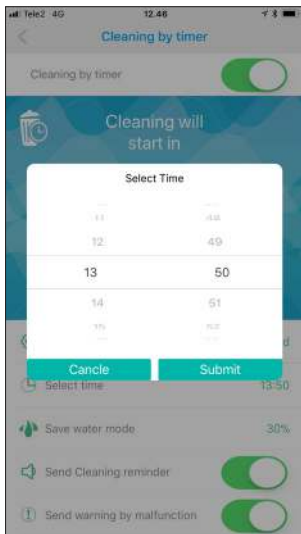 Tele2 4G 12.46
Cleaning by timer
Cleaning by timer
Cleaning will
start in
Select Time
12 49
13 50
14 51
Cancle Submit
Select time 13:50
Save water mode 30%
Send Cleaning reminder
Send warning by malfunction